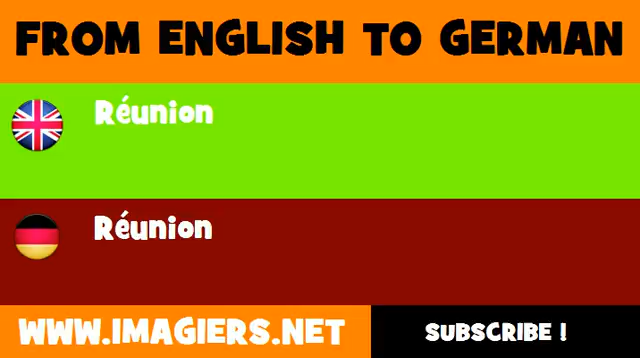 FROM ENGLISH TO GERMAN
Réunion
Réunion
WWW.IMAGIERS.NET
SUBSCRIBE !